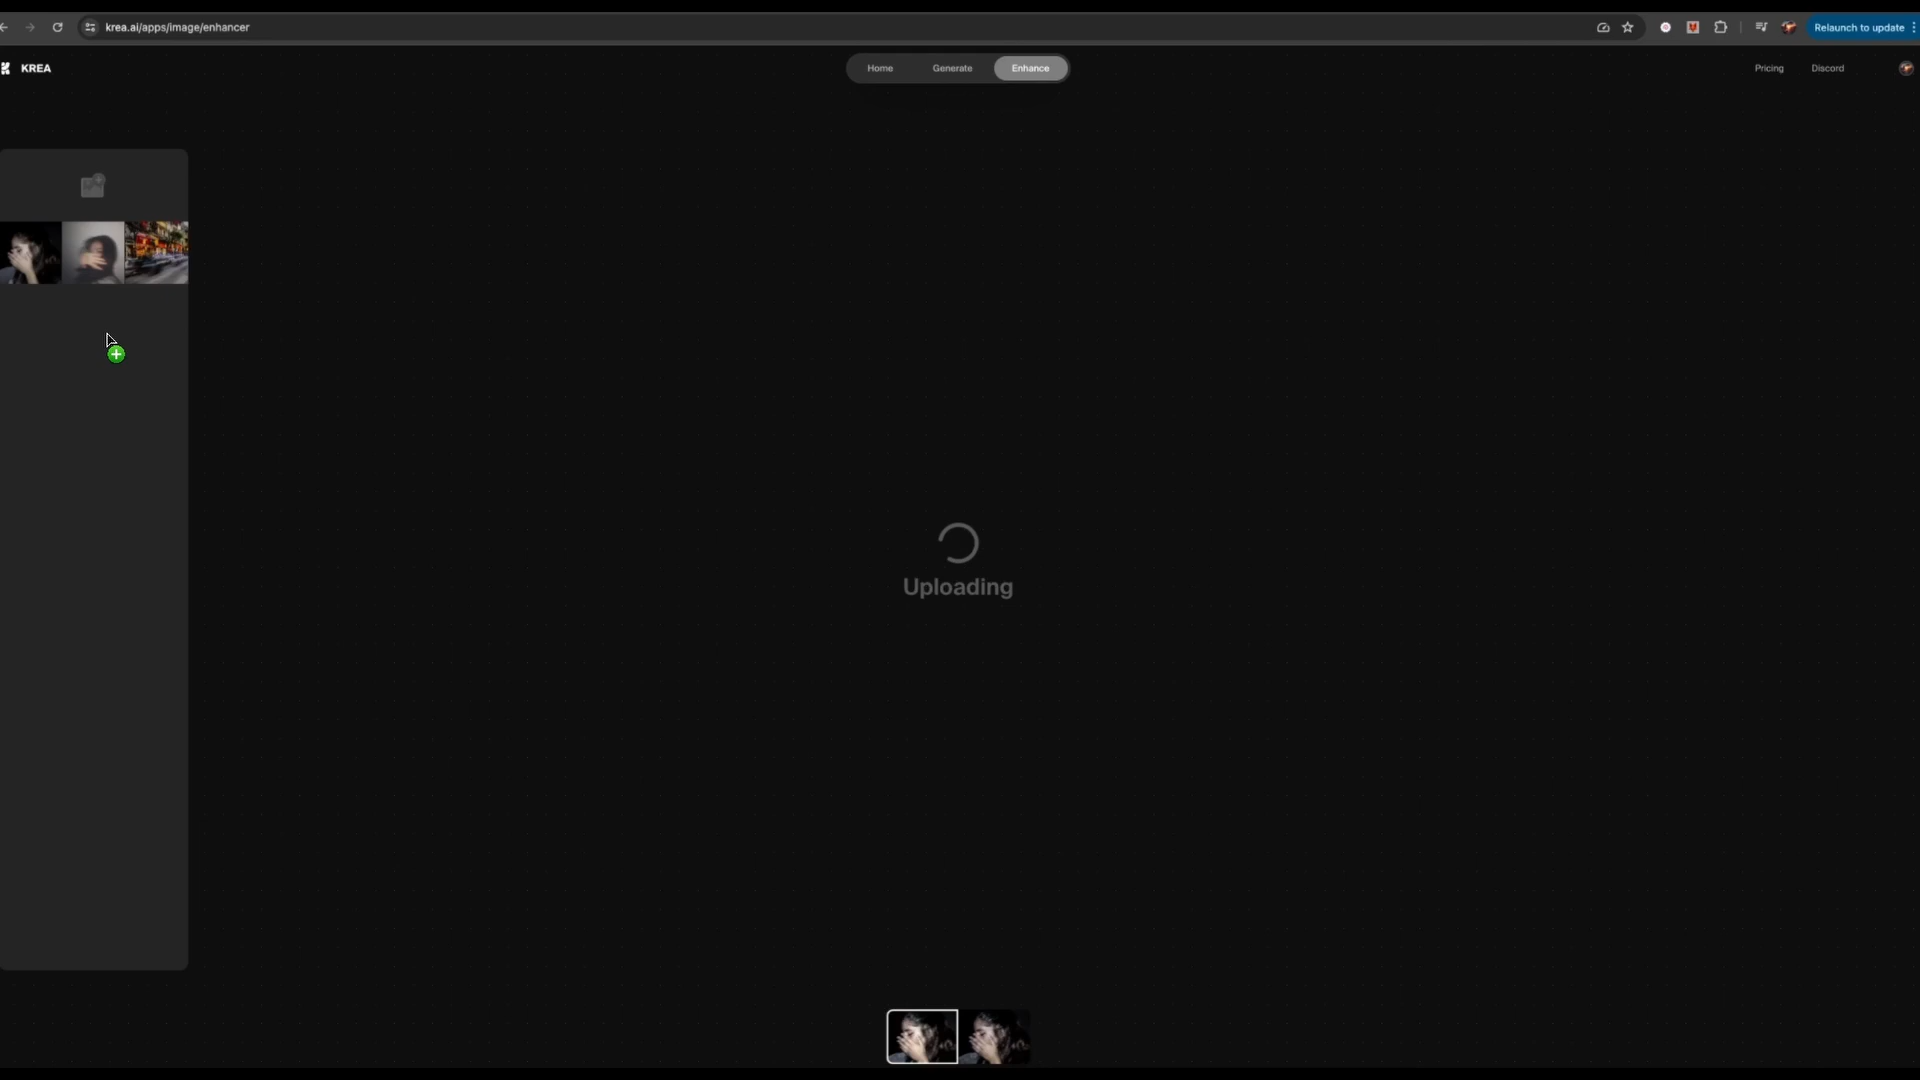 krea.ai/apps/image/enhancer
Relaunch to update
KREA
Home
Generate
Enhance
Pricing
Discord
Uploading